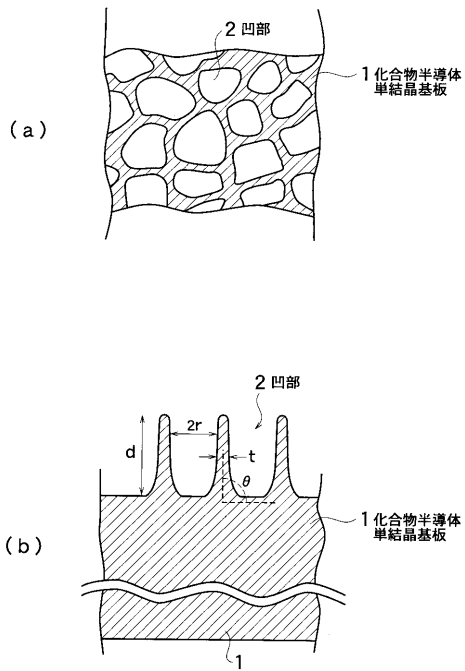 2 凹部
1 化合物半導体
単結晶基板
(a)
2 凹部
2r
d
t
θ
1 化合物半導体
単結晶基板
(b)
1